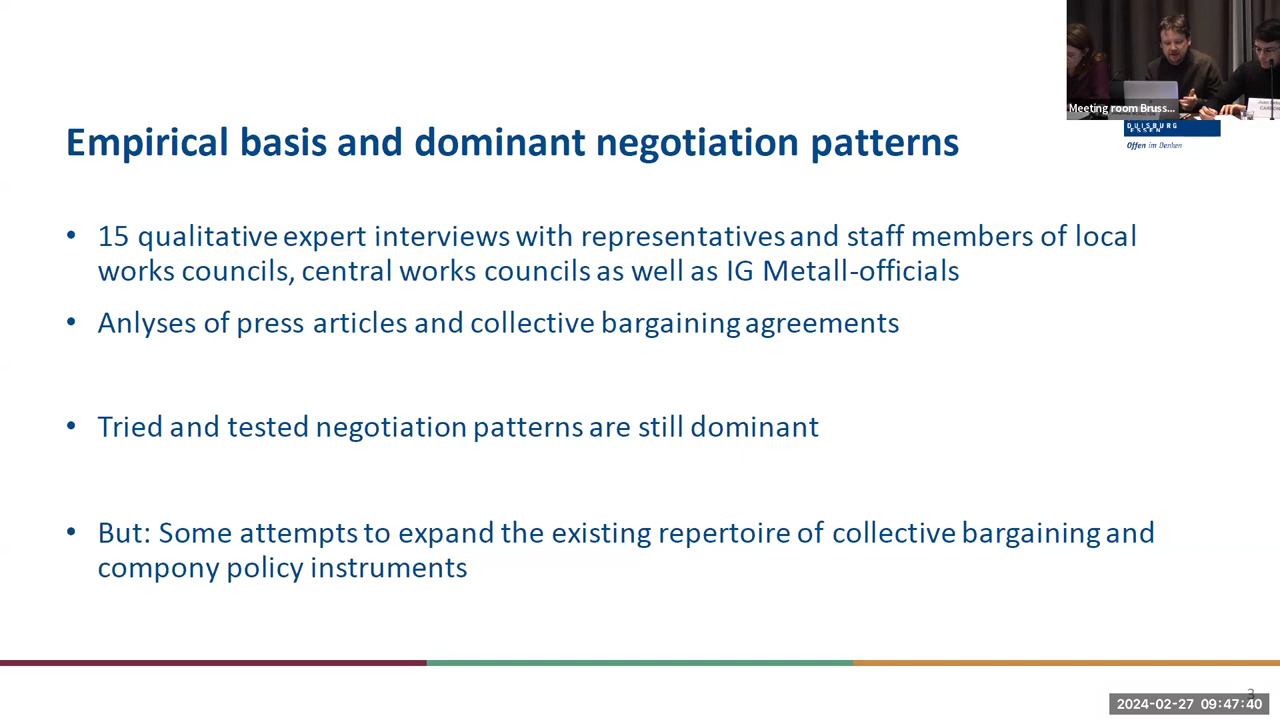 Meeting room Bruss...
DUISBURG
ESSEN
Offen im Denken
Empirical basis and dominant negotiation patterns
• 15 qualitative expert interviews with representatives and staff members of local
works councils, central works councils as well as IG Metall-officials
• Anlyses of press articles and collective bargaining agreements
• Tried and tested negotiation patterns are still dominant
• But: Some attempts to expand the existing repertoire of collective bargaining and
compony policy instruments
3
2024-02-27 09:47:40